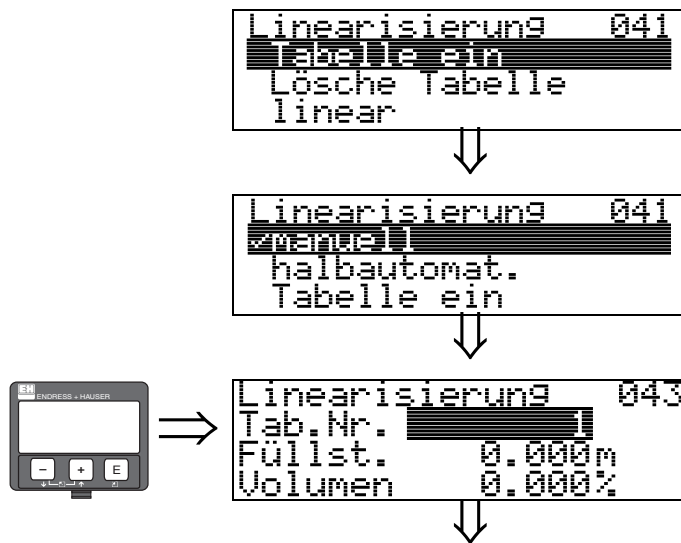 Linearisierung 041
Tabelle ein
Lösche Tabelle
linear
Linearisierung 041
✓manuell
halbautomat.
Tabelle ein
EH
ENDRESS + HAUSER
- + E
Linearisierung 043
Tab.Nr. 1
Füllst. 0.000m
Volumen 0.000%